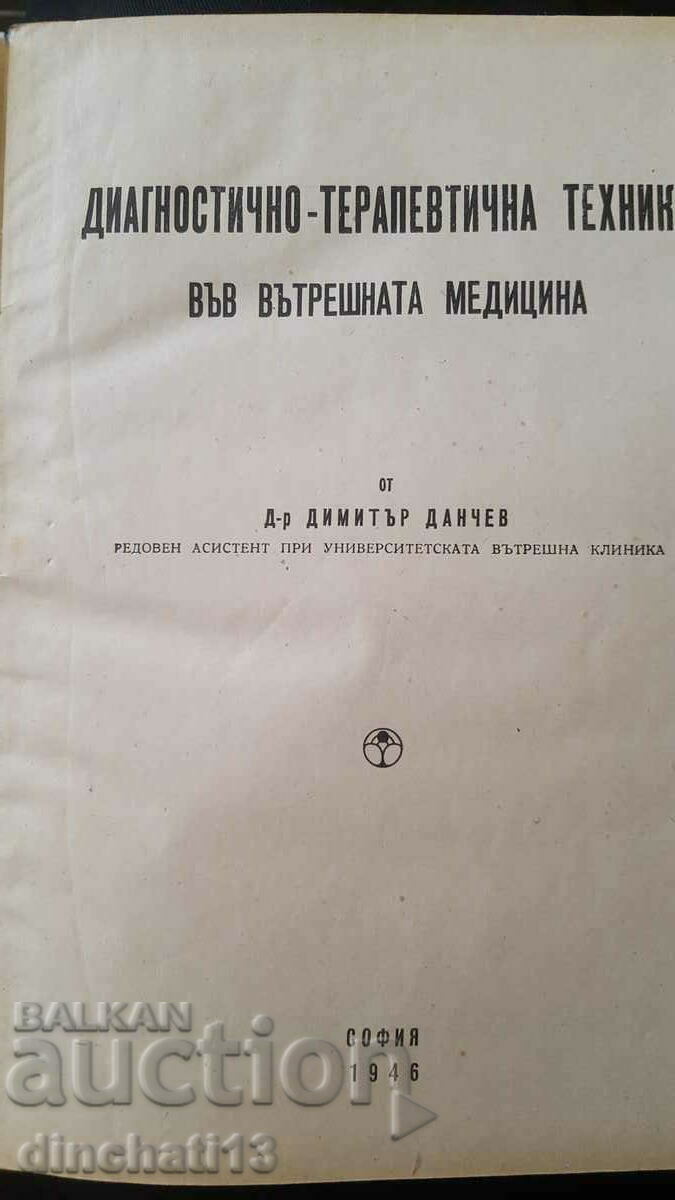 ДИАГНОСТИЧНО-ТЕРАПЕВТИЧНА ТЕХНИК
ВЪВ ВЪТРЕШНАТА МЕДИЦИНА
ОТ
Д-р ДИМИТЪР ДАНЧЕВ
РЕДОВЕН АСИСТЕНТ ПРИ УНИВЕРСИТЕТСКАТА ВЪТРЕШНА КЛИНИКА
СОФИЯ
1946
BALKAN
auction
dinchati13